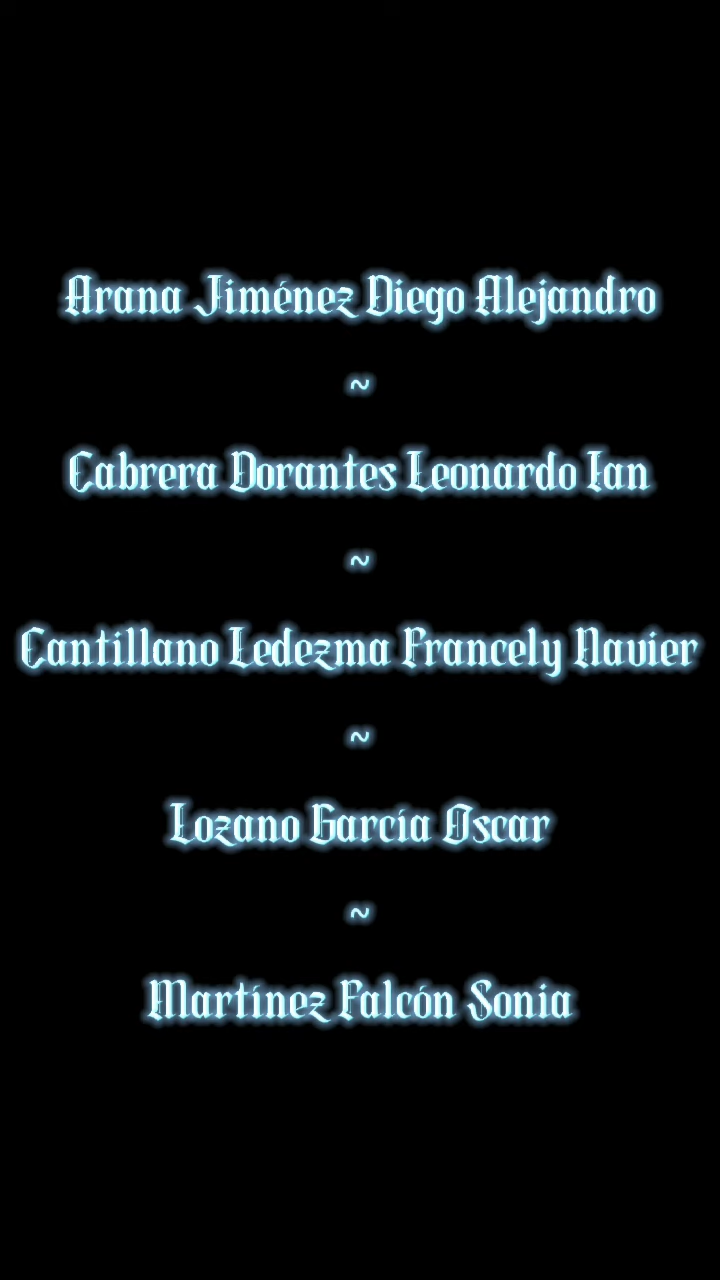 Arana Jiménez Diego Alejandro
~
Cabrera Dorantes Leonardo Ian
~
Cantillano Ledezma Francely Navier
~
Lozano García Oscar
~
Martínez Falcón Sonia